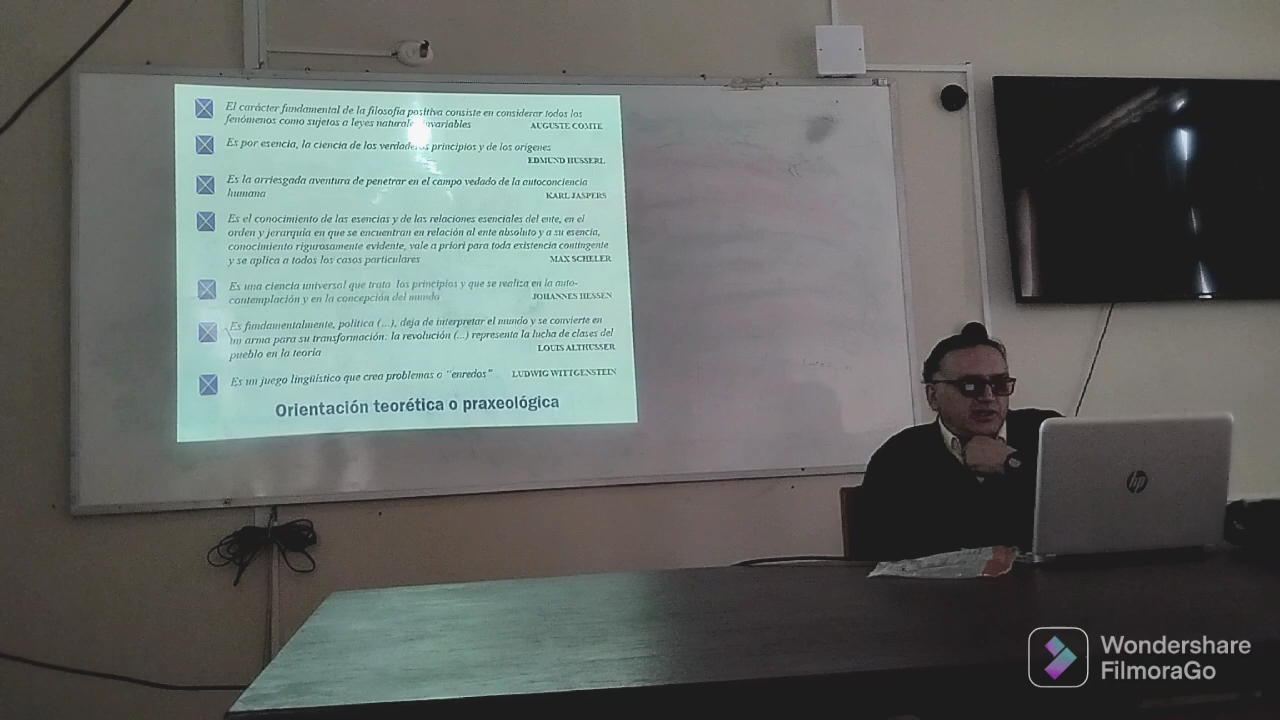 El carácter fundamental de la filosofía positiva consiste en considerar todos los
fenómenos como sujetos a leyes naturales invariables AUGUSTE COMTE
Es por esencia, la ciencia de los verdaderos principios y de los orígenes
EDMUND HUSSERL
Es la arriesgada aventura de penetrar en el campo vedado de la autoconciencia
humana KARL JASPERS
Es el conocimiento de las esencias y de las relaciones esenciales del ente, en el
orden y jerarquía en que se encuentran en relación al ente absoluto y a su esencia,
conocimiento rigurosamente evidente, vale a priori para toda existencia contingente
y se aplica a todos los casos particulares MAX SCHELER
Es una ciencia universal que trata los principios y que se realiza en la auto-
contemplación y en la concepción del mundo JOHANNES HESSEN
Es fundamentalmente, política (...), deja de interpretar el mundo y se convierte en
un arma para su transformación: la revolución (...) representa la lucha de clases del
pueblo en la teoría LOUIS ALTHUSSER
Es un juego lingüístico que crea problemas o "enredos" LUDWIG WITTGENSTEIN
Orientación teorética o praxeológica
hp
Wondershare
FilmoraGo